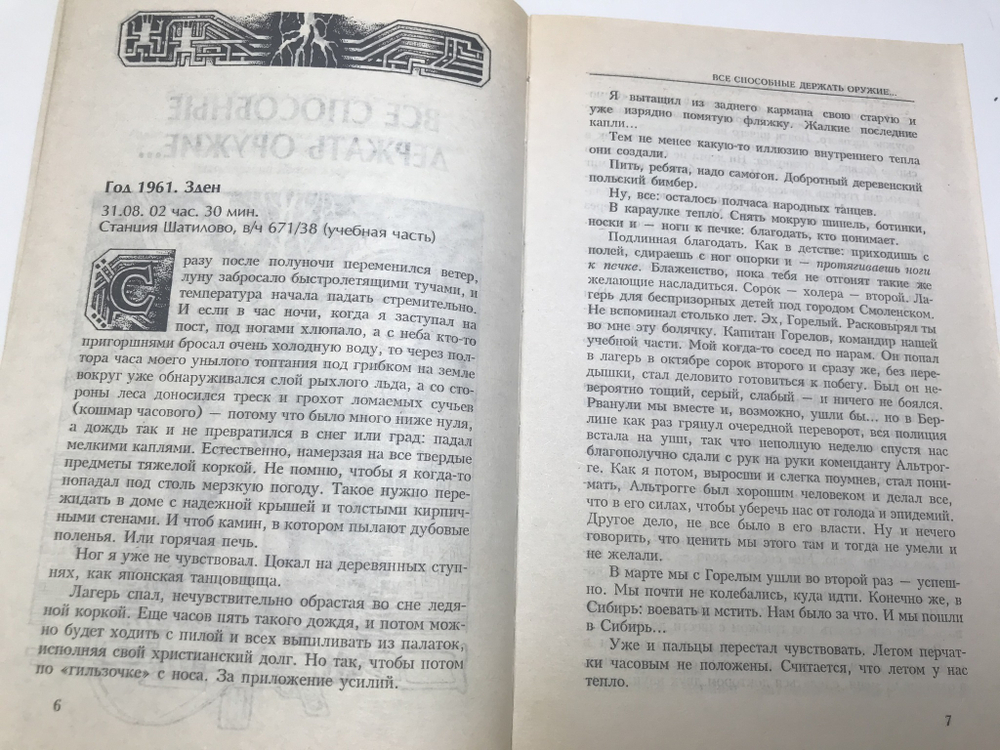 Год 1961. Зден
31.08. 02 час. 30 мин.
Станция Шатилово, в/ч 671/38 (учебная часть)
Сразу после полуночи переменился ветер,
луну забросало быстролетящими тучами, и
температура начала падать стремительно.
И если в час ночи, когда я заступал на
пост, под ногами хлюпало, а с неба кто-то
пригоршнями бросал очень холодную воду, то через пол-
тора часа моего унылого топтания под грибком на земле
вокруг уже обнаруживался слой рыхлого льда, а со сто-
роны леса доносился треск и грохот ломаемых сучьев
(кошмар часового) — потому что было много ниже нуля,
а дождь так и не превратился в снег или град: падал
мелкими каплями. Естественно, намерзая на все твердые
предметы тяжелой коркой. Не помню, чтобы я когда-то
попадал под столь мерзкую погоду. Такое нужно пере-
жидать в доме с надежной крышей и толстыми кирпич-
ными стенами. И чтоб камин, в котором пылают дубовые
поленья. Или горячая печь.
Ног я уже не чувствовал. Цокал на деревянных ступ-
нях, как японская танцовщица.
Лагерь спал, нечувствительно обрастая во сне ледя-
ной коркой. Еще часов пять такого дождя, и потом мож-
но будет ходить с пилой и всех выпиливать из палаток,
исполняя свой христианский долг. Но так, чтобы потом
по «гильзочке» с носа. За приложение усилий.
6
ВСЕ СПОСОБНЫЕ ДЕРЖАТЬ ОРУЖИЕ...
Я вытащил из заднего кармана свою старую и
уже изрядно помятую фляжку. Жалкие последние
капли...
Тем не менее какую-то иллюзию внутреннего тепла
они создали.
Пить, ребята, надо самогон. Добротный деревенский
польский бимбер.
Ну, все: осталось полчаса народных танцев.
В караулке тепло. Снять мокрую шинель, ботинки,
носки и — ноги к печке: благодать, кто понимает.
Подлинная благодать. Как в детстве: приходишь с
полей, сдираешь с ног опорки и — протягиваешь ноги
к печке. Блаженство, пока тебя не отгонят такие же
желающие насладиться. Сорок — холера — второй. Ла-
герь для беспризорных детей под городом Смоленском.
Не вспоминал столько лет. Эх, Горелый. Расковырял ты
во мне эту болячку. Капитан Горелов, командир нашей
учебной части. Мой когда-то сосед по нарам. Он попал
в лагерь в октябре сорок второго и сразу же, без пере-
дышки, стал деловито готовиться к побегу. Был он не-
вероятно тощий, серый, слабый — и ничего не боялся.
Рванули мы вместе и, возможно, ушли бы... но в Бер-
лине как раз грянул очередной переворот, вся полиция
встала на уши, так что неполную неделю спустя нас
благополучно сдали с рук на руки коменданту Альтрог-
ге. Как я потом, выросши и слегка поумнев, стал пони-
мать, Альтрогге был хорошим человеком и делал все,
что в его силах, чтобы уберечь нас от голода и эпидемий.
Другое дело, не все было в его власти. Ну и нечего
говорить, что ценить мы этого там и тогда не умели и
не желали.
В марте мы с Горелым ушли во второй раз — успеш-
но. Мы почти не колебались, куда идти. Конечно же, в
Сибирь: воевать и мстить. Нам было за что. И мы пошли
в Сибирь...
Уже и пальцы перестал чувствовать. Летом перчат-
ки часовым не положены. Считается, что летом у нас
тепло.
7